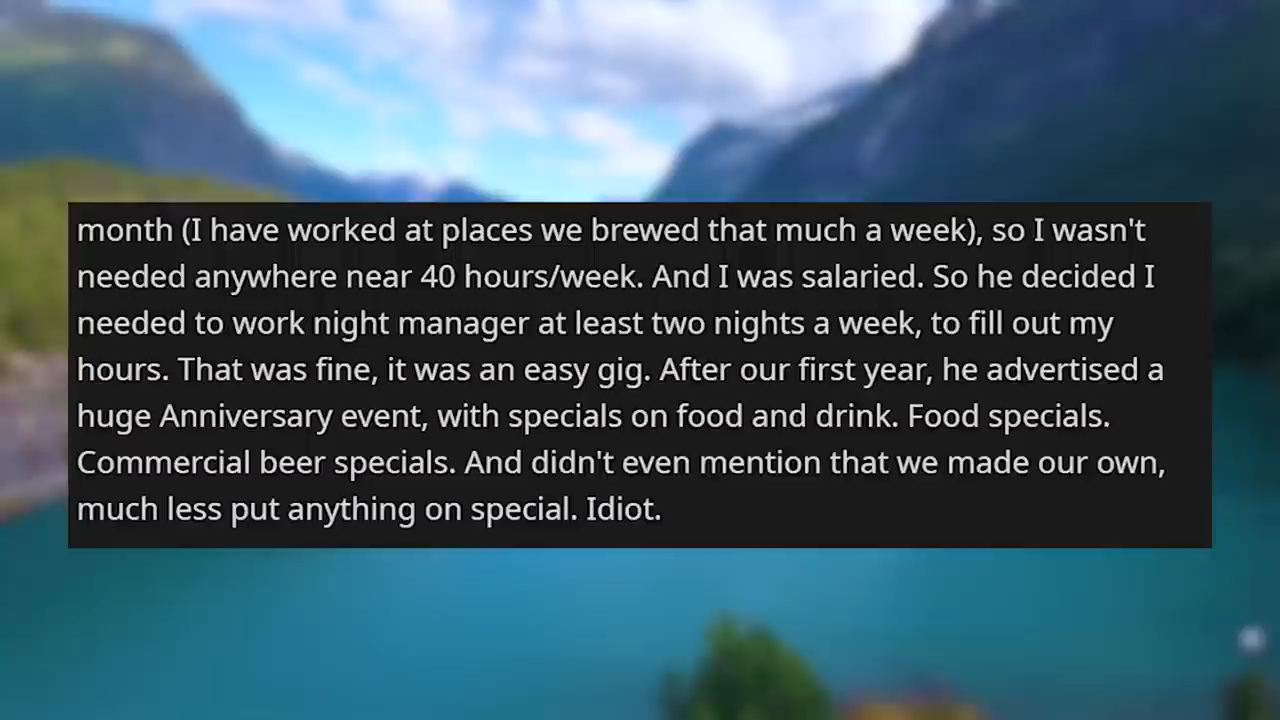 month (I have worked at places we brewed that much a week), so I wasn't
needed anywhere near 40 hours/week. And I was salaried. So he decided I
needed to work night manager at least two nights a week, to fill out my
hours. That was fine, it was an easy gig. After our first year, he advertised a
huge Anniversary event, with specials on food and drink. Food specials.
Commercial beer specials. And didn't even mention that we made our own,
much less put anything on special. Idiot.